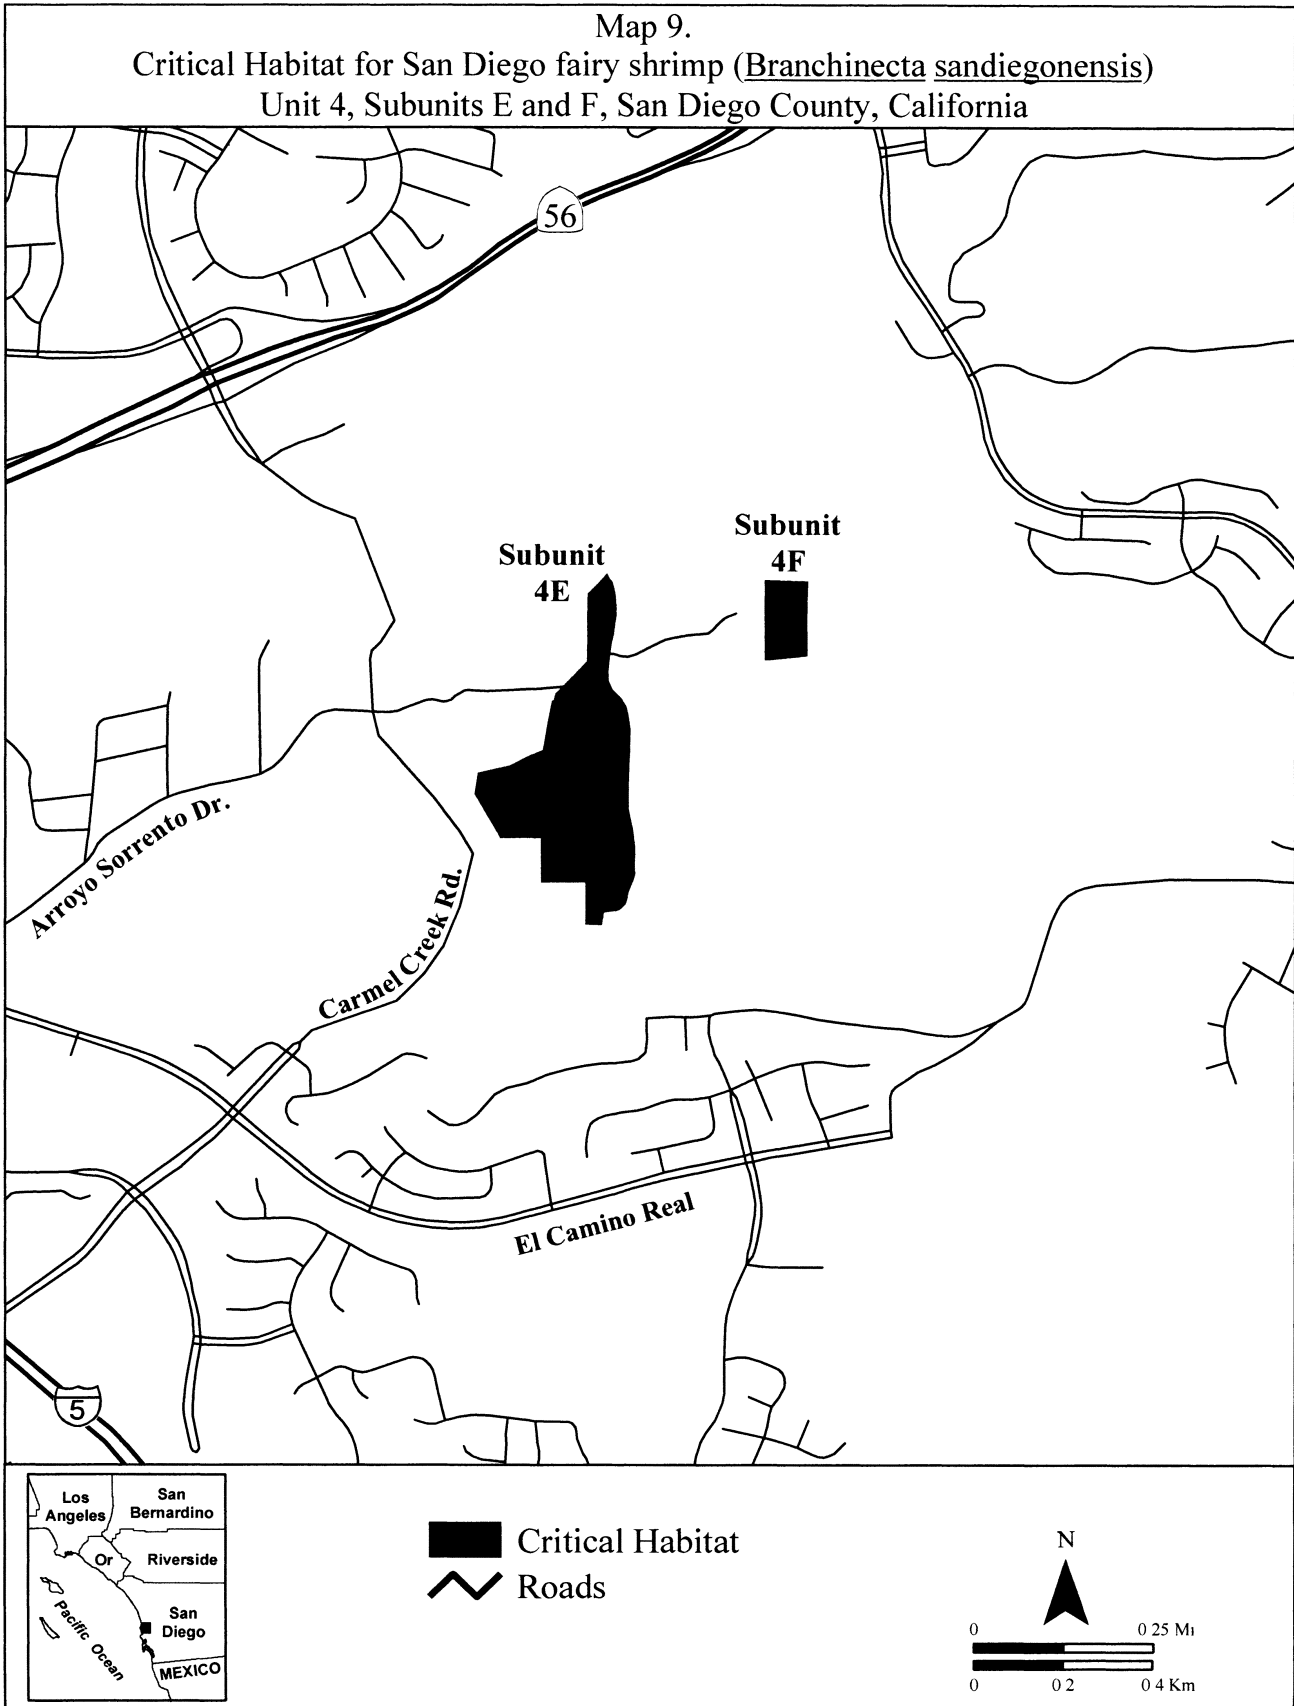 Map 9.
Critical Habitat for San Diego fairy shrimp (Branchinecta sandiegonensis)
Unit 4, Subunits E and F, San Diego County, California
56
Subunit
4E
Subunit
4F
Arroyo Sorrento Dr.
Carmel Creek Rd.
El Camino Real
5
Los
Angeles
San
Bernardino
Or
Riverside
San
Diego
Pacific Ocean
MEXICO
Critical Habitat
Roads
N
0 0 25 Mi
0 0 2 0 4 Km